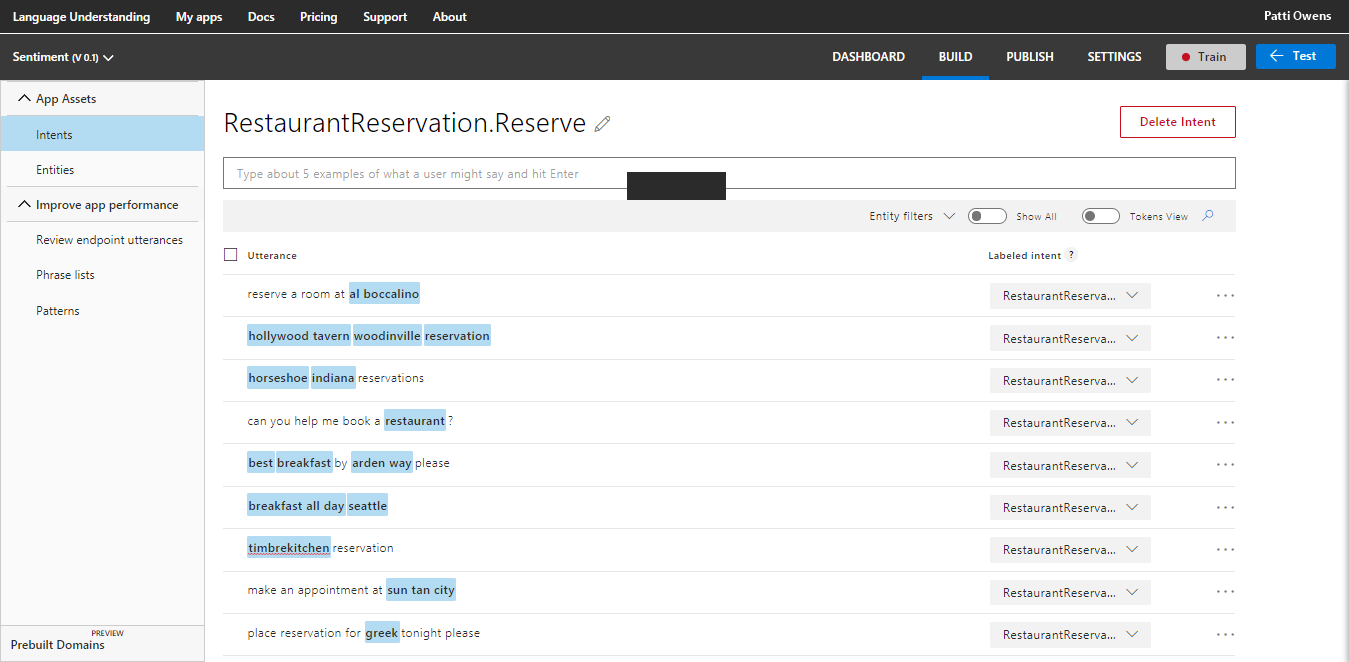 Language Understanding My apps Docs Pricing Support About Patti Owens
Sentiment (V 0.1) DASHBOARD BUILD PUBLISH SETTINGS Train Test
App Assets
Intents
Entities
Improve app performance
Review endpoint utterances
Phrase lists
Patterns
PREVIEW
Prebuilt Domains
RestaurantReservation.Reserve Delete Intent
Type about 5 examples of what a user might say and hit Enter
Entity filters Show All Tokens View
Utterance Labeled intent ?
reserve a room at al boccalino RestaurantReserva... ...
hollywood tavern woodinville reservation RestaurantReserva... ...
horseshoe indiana reservations RestaurantReserva... ...
can you help me book a restaurant ? RestaurantReserva... ...
best breakfast by arden way please RestaurantReserva... ...
breakfast all day seattle RestaurantReserva... ...
timbrekitchen reservation RestaurantReserva... ...
make an appointment at sun tan city RestaurantReserva... ...
place reservation for greek tonight please RestaurantReserva... ...